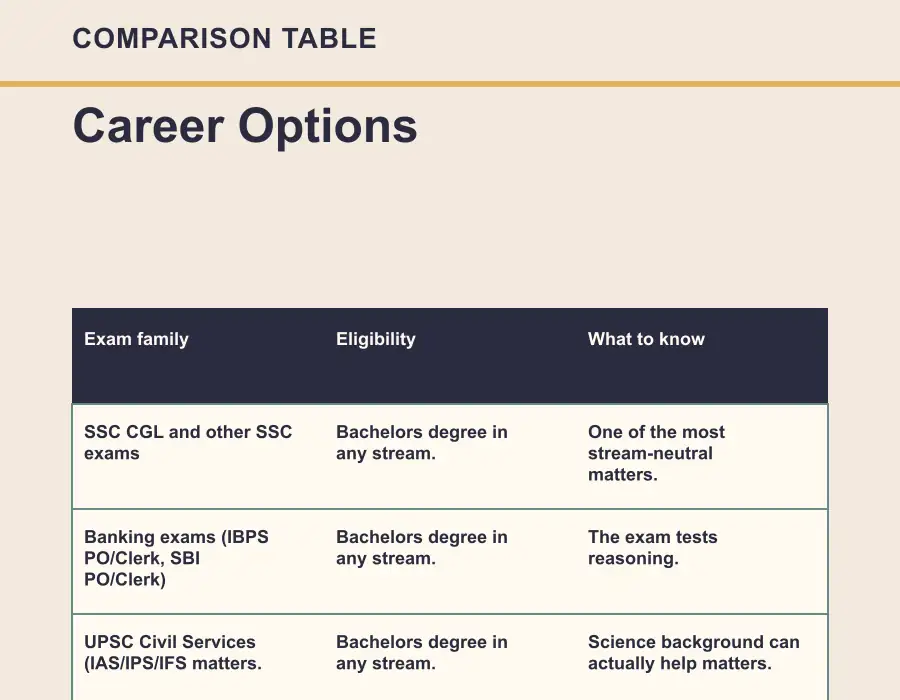 COMPARISON TABLE
Career Options
Exam family
Eligibility
What to know
SSC CGL and other SSC
exams
Bachelors degree in
any stream.
One of the most
stream-neutral
matters.
Banking exams (IBPS
PO/Clerk, SBI
PO/Clerk)
Bachelors degree in
any stream.
The exam tests
reasoning.
UPSC Civil Services
(IAS/IPS/IFS matters.
Bachelors degree in
any stream.
Science background can
actually help matters.